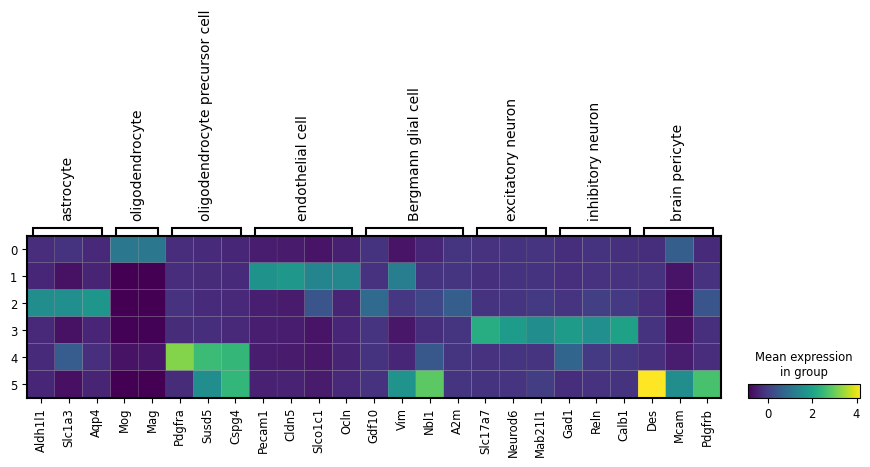 astrocyte
oligodendrocyte
oligodendrocyte precursor cell
endothelial cell
Bergmann glial cell
excitatory neuron
inhibitory neuron
brain pericyte
0
1
2
3
4
5
Aldh1l1
Slc1a3
Aqp4
Mog
Mag
Pdgfra
Susd5
Cspg4
Pecam1
Cldn5
Slco1c1
Ocln
Gdf10
Vim
Nbl1
A2m
Slc17a7
Neurod6
Mab21l1
Gad1
Reln
Calb1
Des
Mcam
Pdgfrb
Mean expression
in group
0 2 4